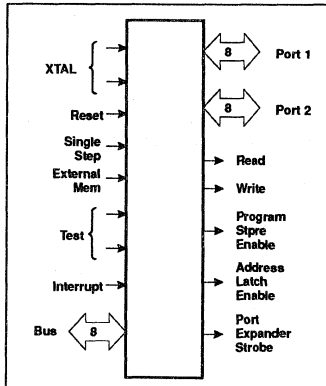 XTAL
Reset
Single
Step
External
Mem
Test
Interrupt
Bus
8
8
Port 1
8
Port 2
Read
Write
Program
Stpre
Enable
Address
Latch
Enable
Port
Expander
Strobe